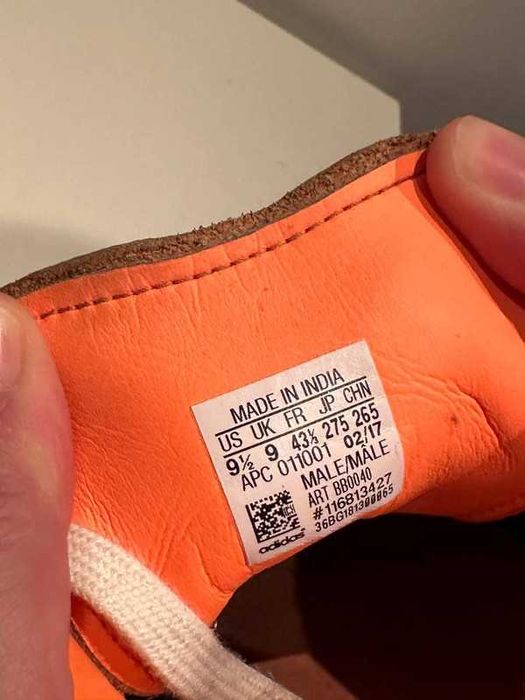 MADE IN INDIA
US UK FR JP CHN
9½ 9 43⅓ 275 265
APC 011001 02/17
MALE/MÂLE
ART BB0040
#116813427
36BG181300065
adidas